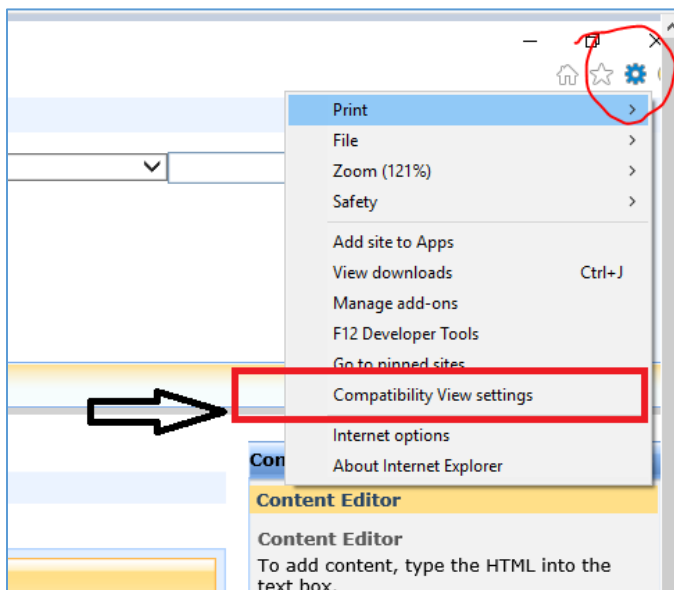 Print
File
Zoom (121%)
Safety
Add site to Apps
View downloads Ctrl+J
Manage add-ons
F12 Developer Tools
Go to pinned sites
Compatibility View settings
Internet options
About Internet Explorer
Con
Content Editor
Content Editor
To add content, type the HTML into the
text box.